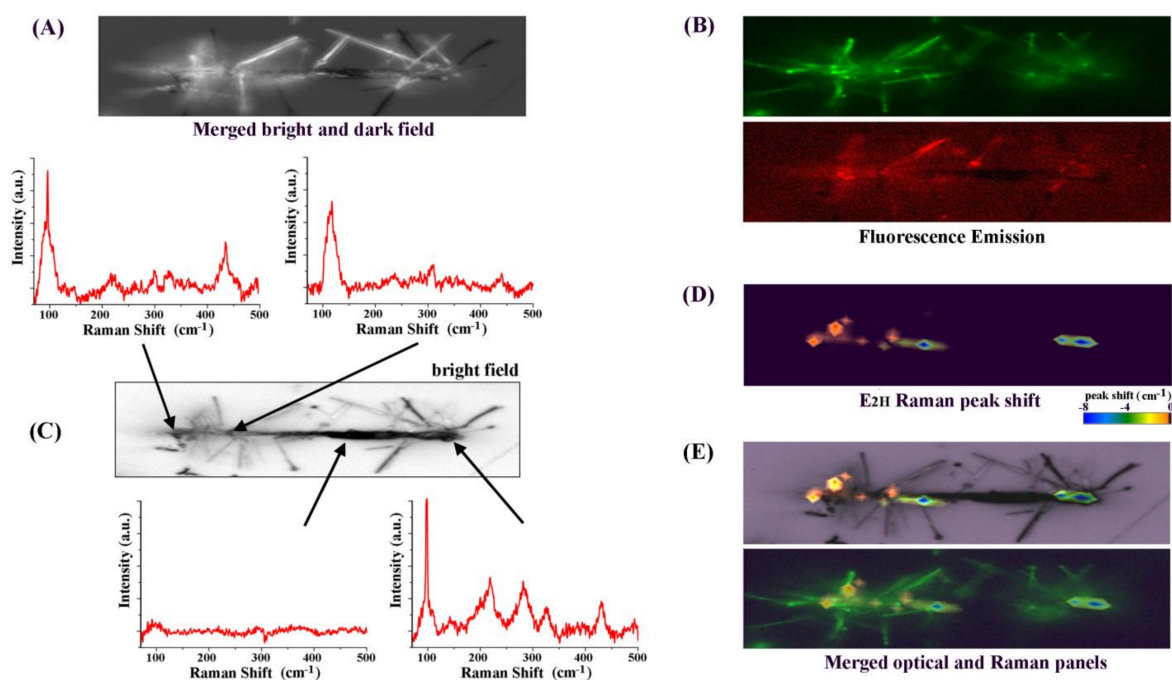 (A)
Merged bright and dark field
Intensity (a.u.)
100 200 300 400 500
Raman Shift (cm-1)
Intensity (a.u.)
100 200 300 400 500
Raman Shift (cm-1)
bright field
(C)
Intensity (a.u.)
100 200 300 400 500
Raman Shift (cm-1)
Intensity (a.u.)
100 200 300 400 500
Raman Shift (cm-1)
(B)
Fluorescence Emission
(D)
E2H Raman peak shift
peak shift (cm-1)
-8 -4 0
(E)
Merged optical and Raman panels